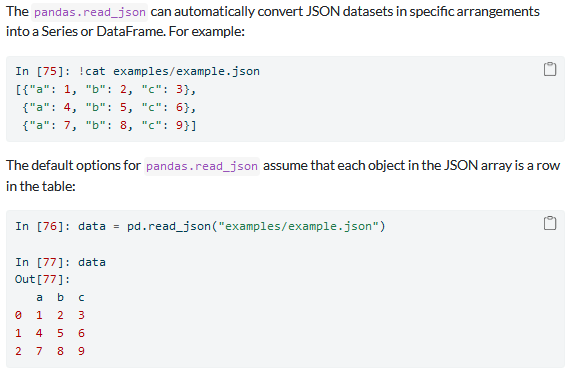 The pandas.read_json can automatically convert JSON datasets in specific arrangements
into a Series or DataFrame. For example:
In [75]: !cat examples/example.json
[{"a": 1, "b": 2, "c": 3},
 {"a": 4, "b": 5, "c": 6},
 {"a": 7, "b": 8, "c": 9}]
The default options for pandas.read_json assume that each object in the JSON array is a row
in the table:
In [76]: data = pd.read_json("examples/example.json")
In [77]: data
Out[77]:
   a  b  c
0  1  2  3
1  4  5  6
2  7  8  9